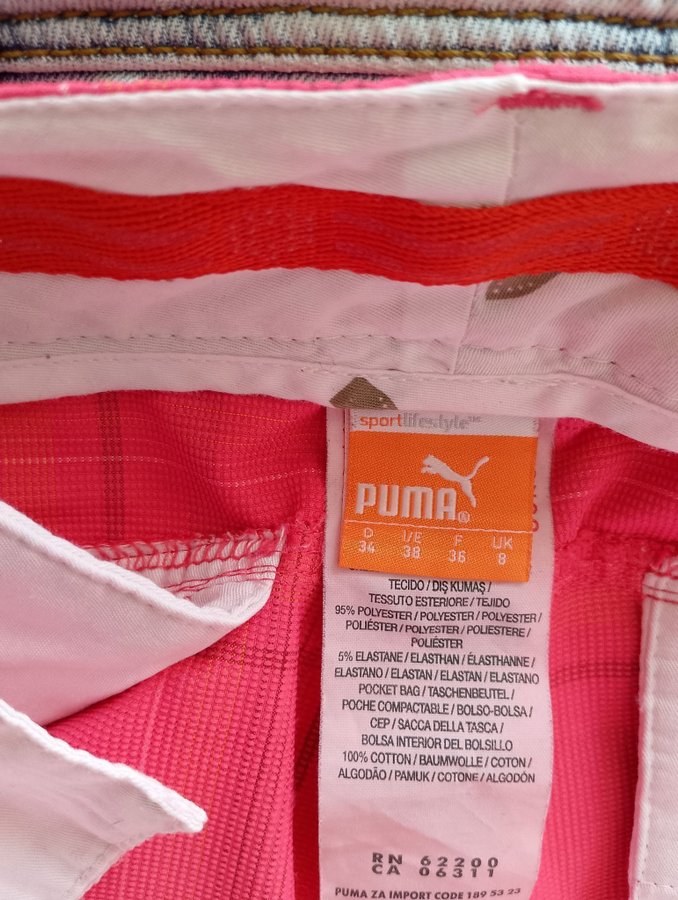 sportlifestyle™
PUMA®
D I/E F UK
34 38 36 8
TECIDO / DIŞ KUMAŞ /
TESSUTO ESTERIORE / TEJIDO
95% POLYESTER / POLYESTER / POLYESTER /
POLIÉSTER / POLYESTER / POLIESTERE /
POLIÉSTER
5% ELASTANE / ELASTHAN / ÉLASTHANNE /
ELASTANO / ELASTAN / ELASTAN / ELASTANO
POCKET BAG / TASCHENBEUTEL /
POCHE COMPACTABLE / BOLSO-BOLSA /
CEP / SACCA DELLA TASCA /
BOLSA INTERIOR DEL BOLSILLO
100% COTTON / BAUMWOLLE / COTON /
ALGODÃO / PAMUK / COTONE / ALGODÓN
RN 62200
CA 06311
PUMA ZA IMPORT CODE 189 53 23